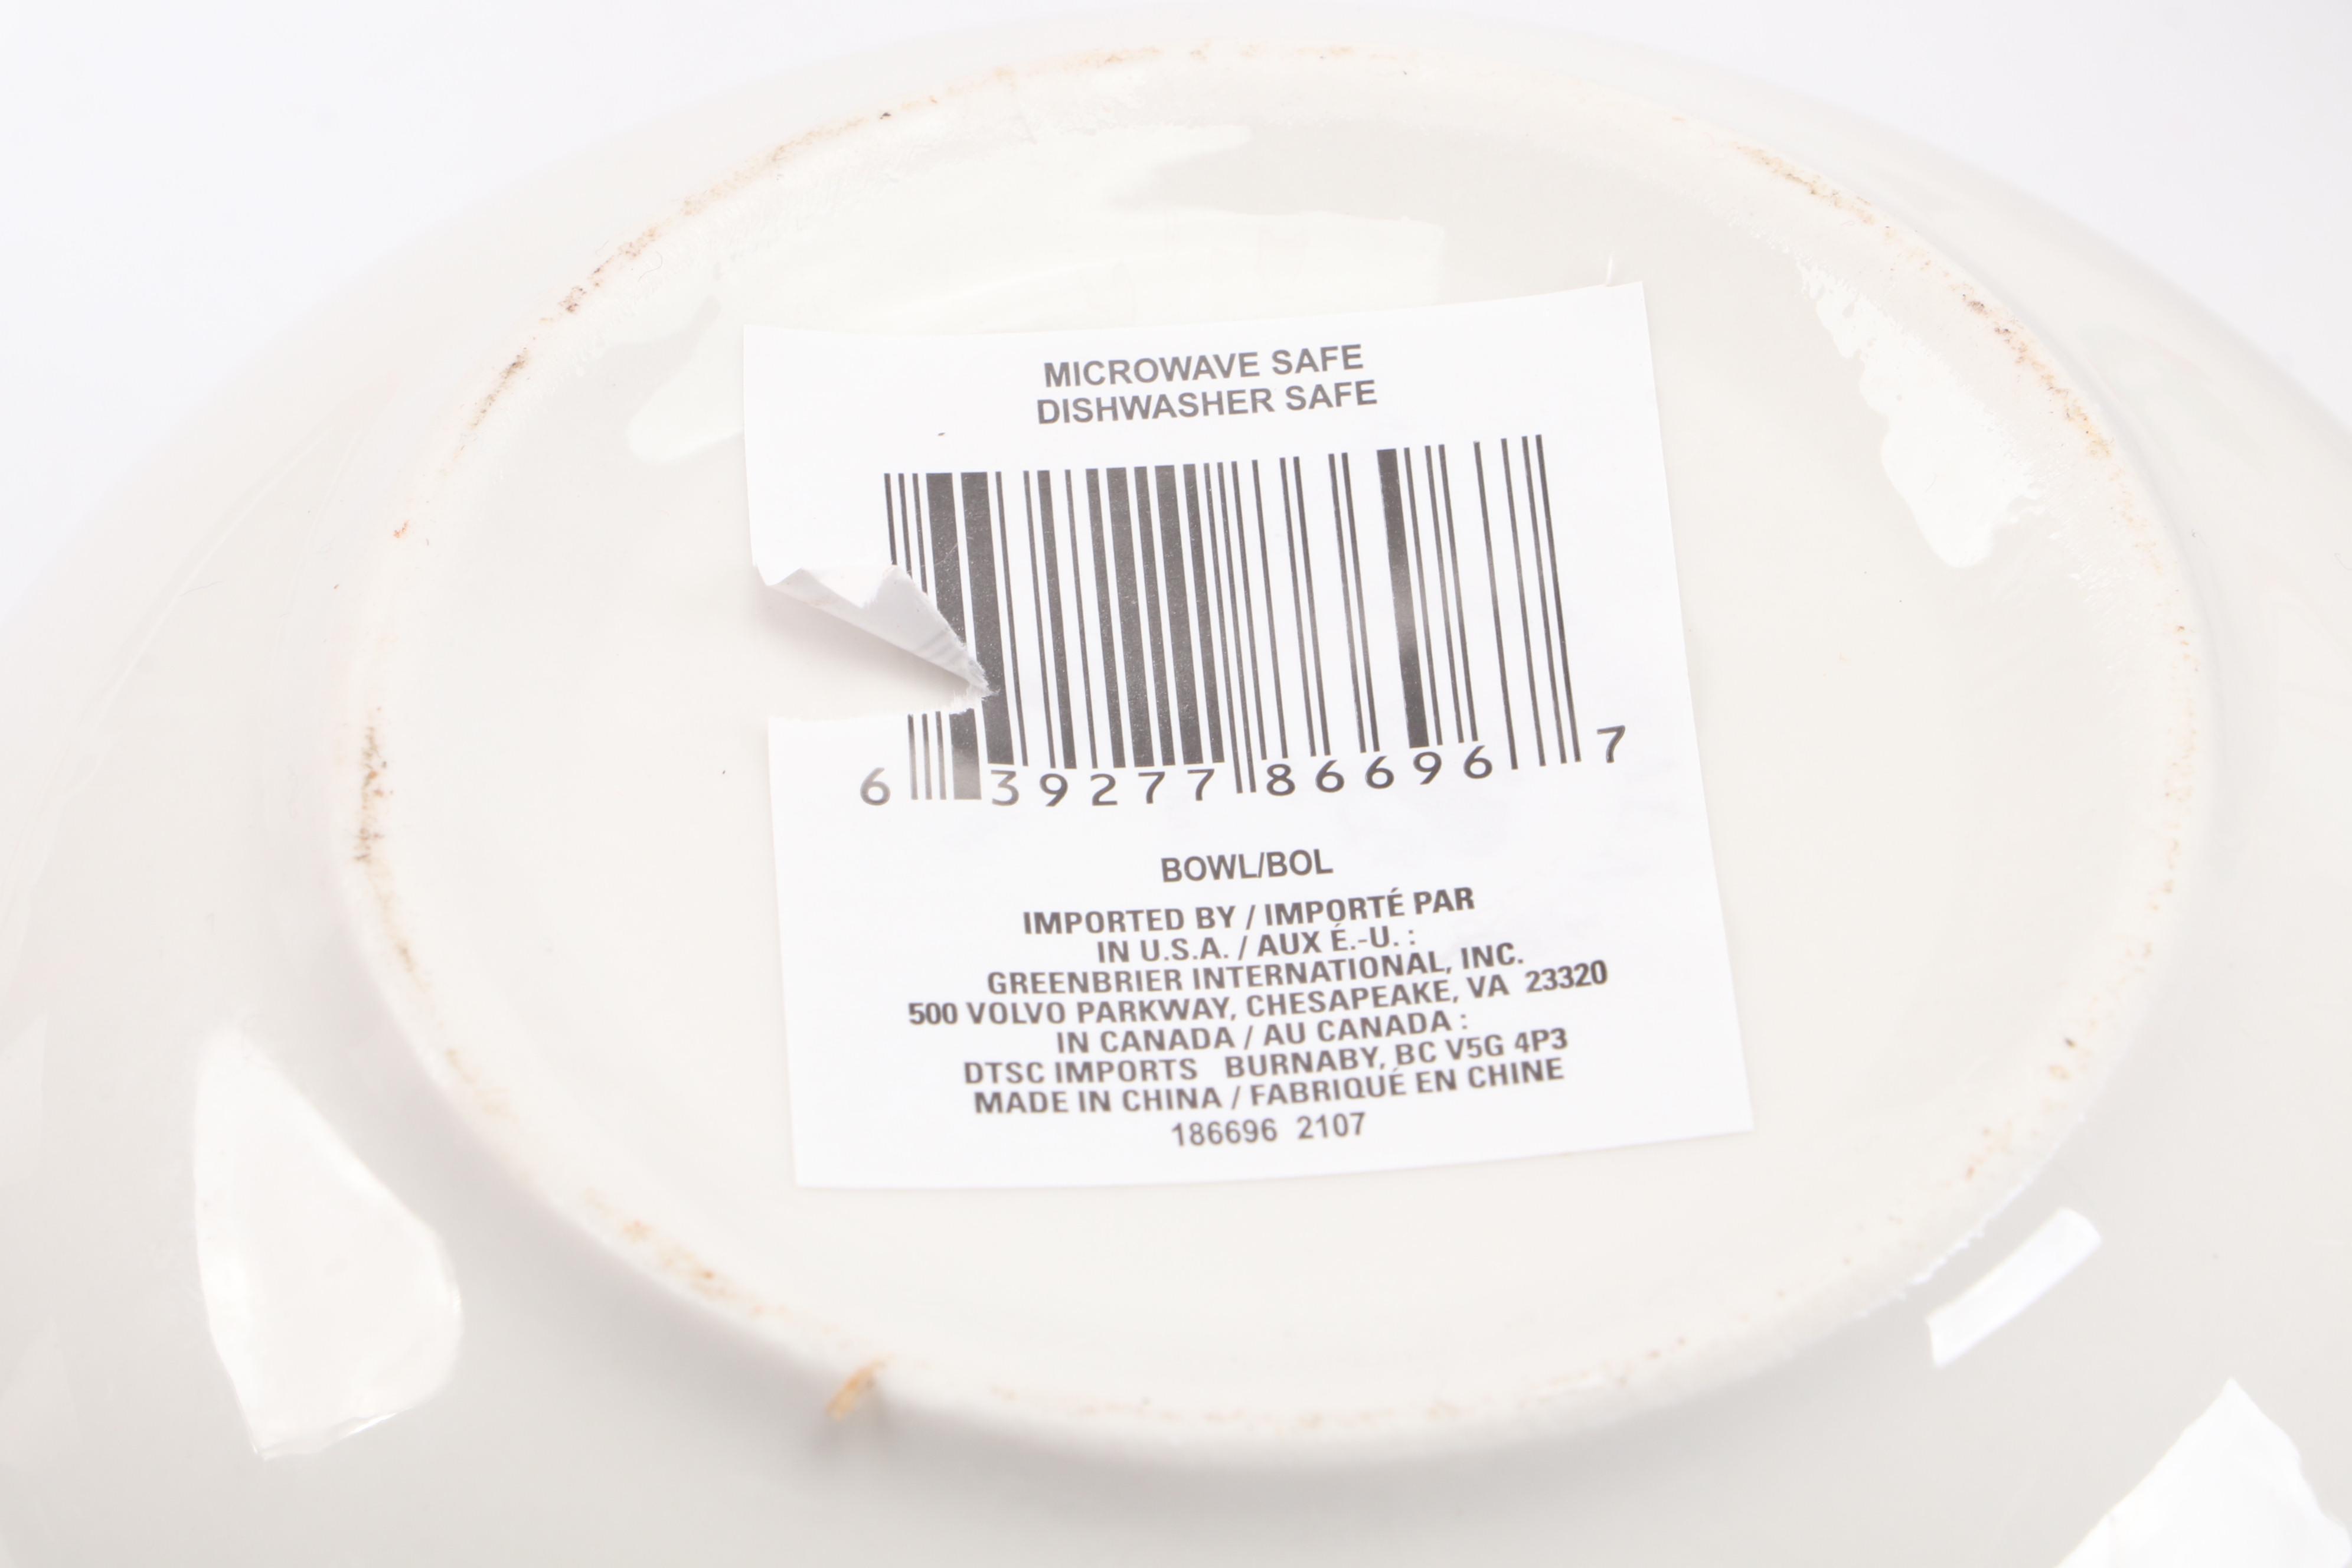 MICROWAVE SAFE
DISHWASHER SAFE
6 39277 86696 7
BOWL/BOL
IMPORTED BY / IMPORTÉ PAR
IN U.S.A. / AUX É.-U. :
GREENBRIER INTERNATIONAL, INC.
500 VOLVO PARKWAY, CHESAPEAKE, VA 23320
IN CANADA / AU CANADA :
DTSC IMPORTS BURNABY, BC V5G 4P3
MADE IN CHINA / FABRIQUÉ EN CHINE
186696 2107